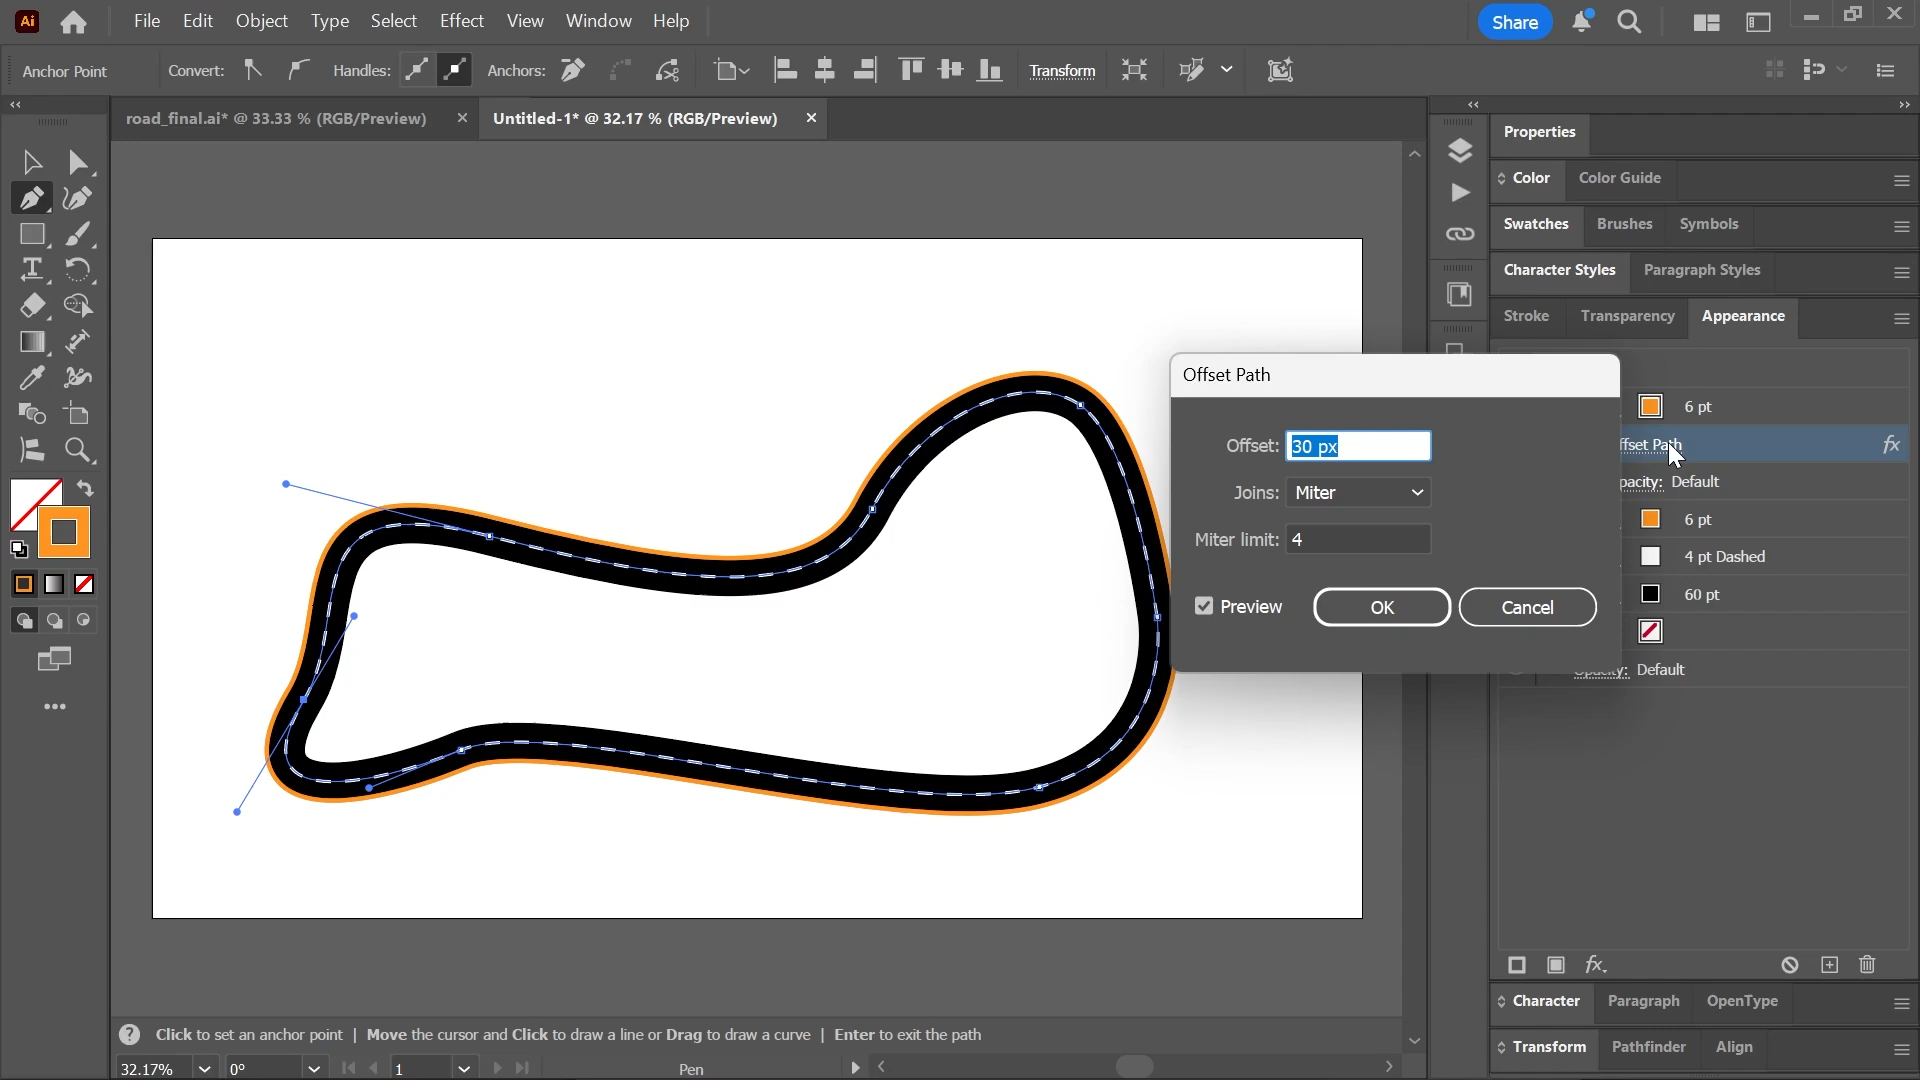 Ai File Edit Object Type Select Effect View Window Help Share
Anchor Point Convert: Handles: Anchors: Transform
road_final.ai* @ 33.33 % (RGB/Preview) Untitled-1* @ 32.17 % (RGB/Preview)
Properties
Color Color Guide
Swatches Brushes Symbols
Character Styles Paragraph Styles
Stroke Transparency Appearance
Offset Path
6 pt
Offset: 30 px
ffset Path fx
pacity: Default
Joins: Miter
6 pt
Miter limit: 4
4 pt Dashed
60 pt
Preview OK Cancel
Opacity: Default
fx
Character Paragraph OpenType
Click to set an anchor point | Move the cursor and Click to draw a line or Drag to draw a curve | Enter to exit the path
Transform Pathfinder Align
32.17% 0° 1 Pen